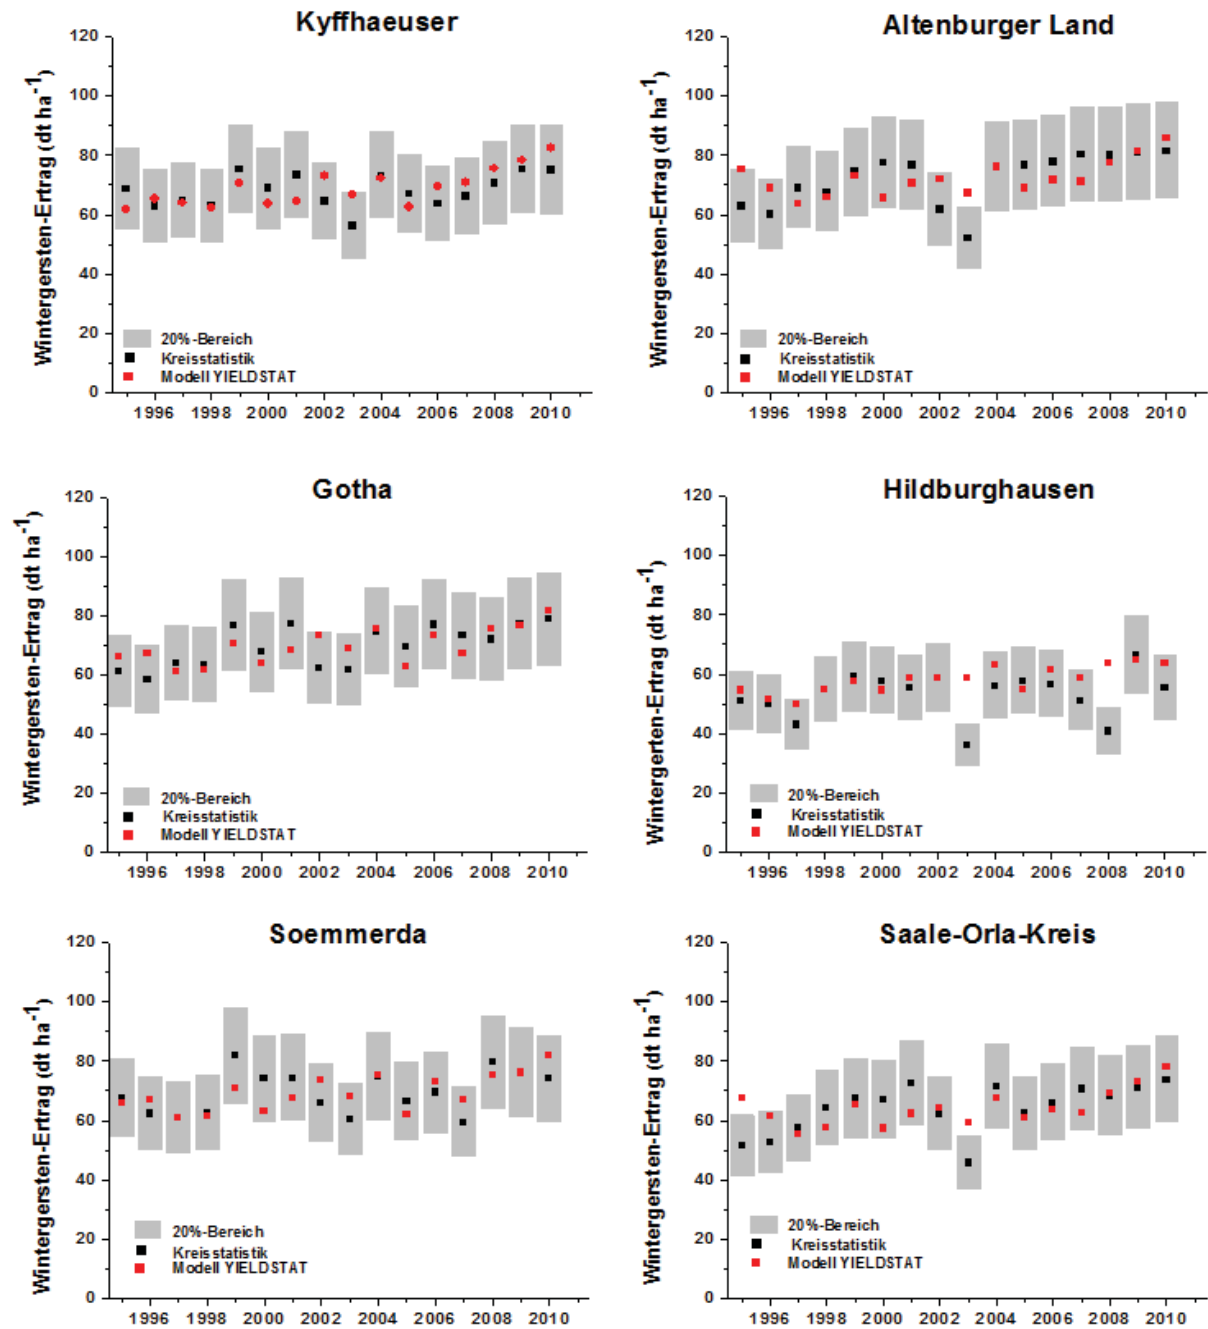 Kyffhaeuser
Wintergersten-Ertrag (dt ha-1)
120
100
80
60
40
20
0
20%-Bereich
Kreisstatistik
Modell YIELDSTAT
1996 1998 2000 2002 2004 2006 2008 2010
Altenburger Land
Wintergersten-Ertrag (dt ha-1)
120
100
80
60
40
20
0
20%-Bereich
Kreisstatistik
Modell YIELDSTAT
1996 1998 2000 2002 2004 2006 2008 2010
Gotha
Wintergersten-Ertrag (dt ha-1)
120
100
80
60
40
20
0
20%-Bereich
Kreisstatistik
Modell YIELDSTAT
1996 1998 2000 2002 2004 2006 2008 2010
Hildburghausen
Wintergerten-Ertrag (dt ha-1)
120
100
80
60
40
20
0
20%-Bereich
Kreisstatistik
Modell YIELDSTAT
1996 1998 2000 2002 2004 2006 2008 2010
Soemmerda
Wintergersten-Ertrag (dt ha-1)
120
100
80
60
40
20
0
20%-Bereich
Kreisstatistik
Modell YIELDSTAT
1996 1998 2000 2002 2004 2006 2008 2010
Saale-Orla-Kreis
Wintergersten-Ertrag (dt ha-1)
120
100
80
60
40
20
0
20%-Bereich
Kreisstatistik
Modell YIELDSTAT
1996 1998 2000 2002 2004 2006 2008 2010